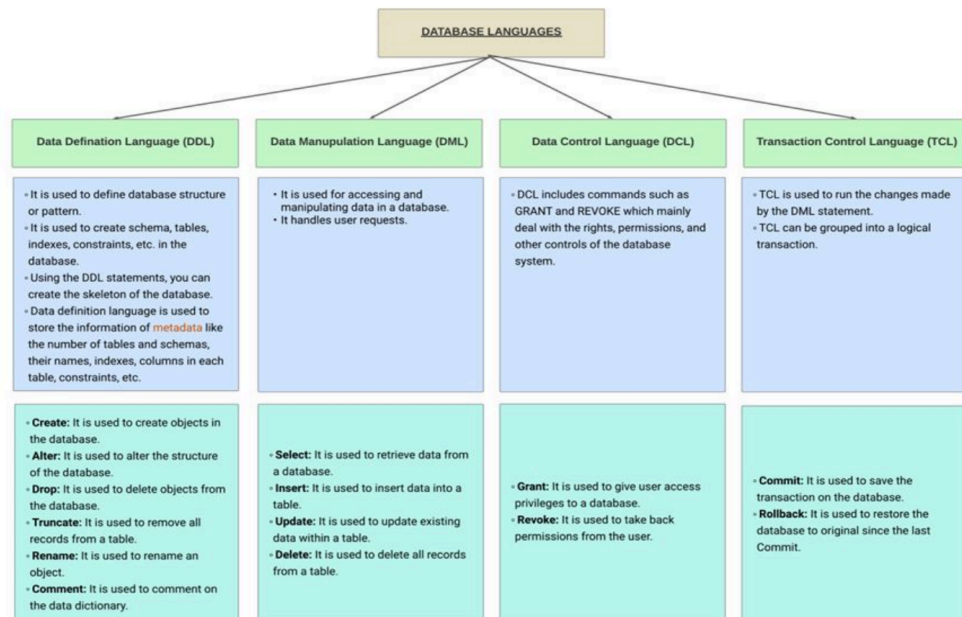 DATABASE LANGUAGES
Data Defination Language (DDL)
Data Manupulation Language (DML)
Data Control Language (DCL)
Transaction Control Language (TCL)
◦ It is used to define database structure
or pattern.
◦ It is used to create schema, tables,
indexes, constraints, etc. in the
database.
◦ Using the DDL statements, you can
create the skeleton of the database.
◦ Data definition language is used to
store the information of metadata like
the number of tables and schemas,
their names, indexes, columns in each
table, constraints, etc.
• It is used for accessing and
manipulating data in a database.
• It handles user requests.
◦ DCL includes commands such as
GRANT and REVOKE which mainly
deal with the rights, permissions, and
other controls of the database
system.
◦ TCL is used to run the changes made
by the DML statement.
◦ TCL can be grouped into a logical
transaction.
◦ Create: It is used to create objects in
the database.
◦ Alter: It is used to alter the structure
of the database.
◦ Drop: It is used to delete objects from
the database.
◦ Truncate: It is used to remove all
records from a table.
◦ Rename: It is used to rename an
object.
◦ Comment: It is used to comment on
the data dictionary.
◦ Select: It is used to retrieve data from
a database.
◦ Insert: It is used to insert data into a
table.
◦ Update: It is used to update existing
data within a table.
◦ Delete: It is used to delete all records
from a table.
◦ Grant: It is used to give user access
privileges to a database.
◦ Revoke: It is used to take back
permissions from the user.
◦ Commit: It is used to save the
transaction on the database.
◦ Rollback: It is used to restore the
database to original since the last
Commit.